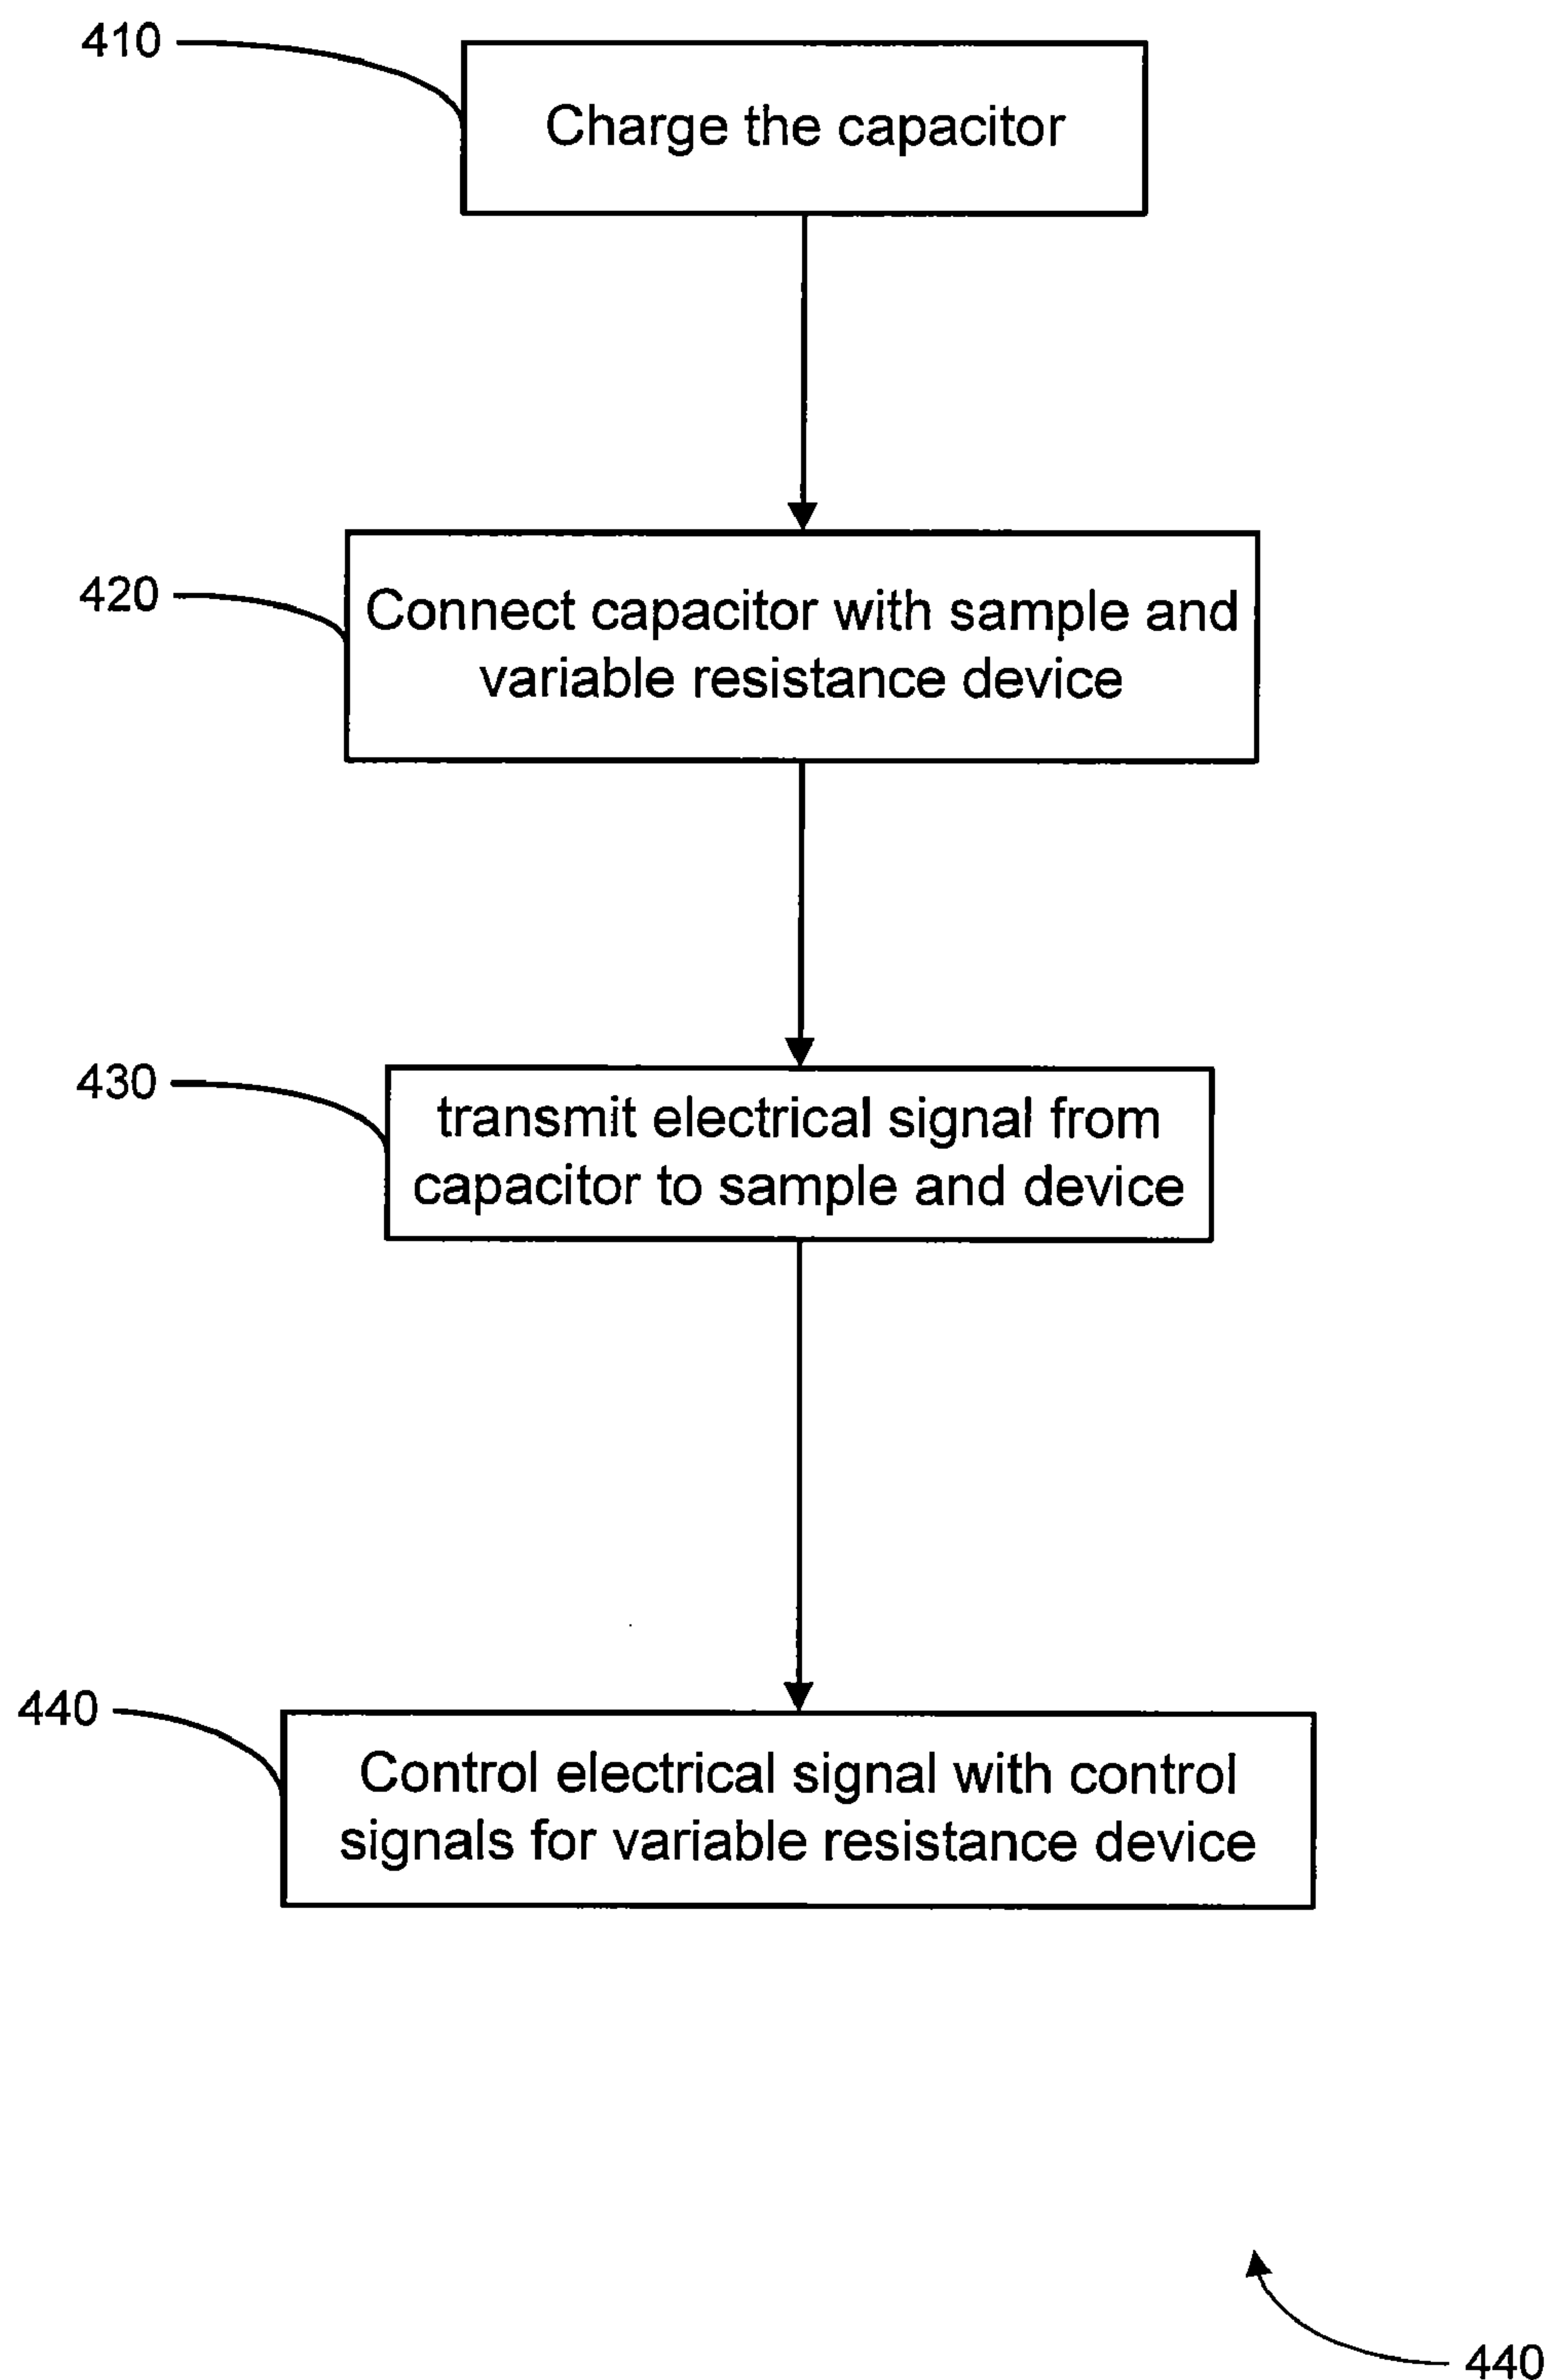 410
Charge the capacitor
420
Connect capacitor with sample and
variable resistance device
430
transmit electrical signal from
capacitor to sample and device
440
Control electrical signal with control
signals for variable resistance device
440